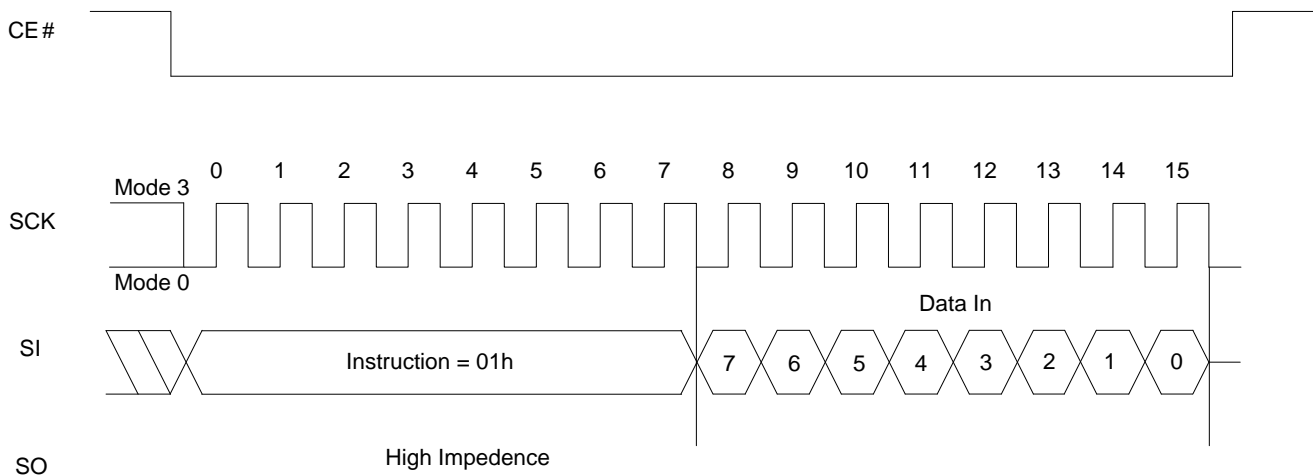 CE#
0 1 2 3 4 5 6 7 8 9 10 11 12 13 14 15
Mode 3
SCK
Mode 0
Data In
SI
Instruction = 01h
7 6 5 4 3 2 1 0
High Impedence
SO